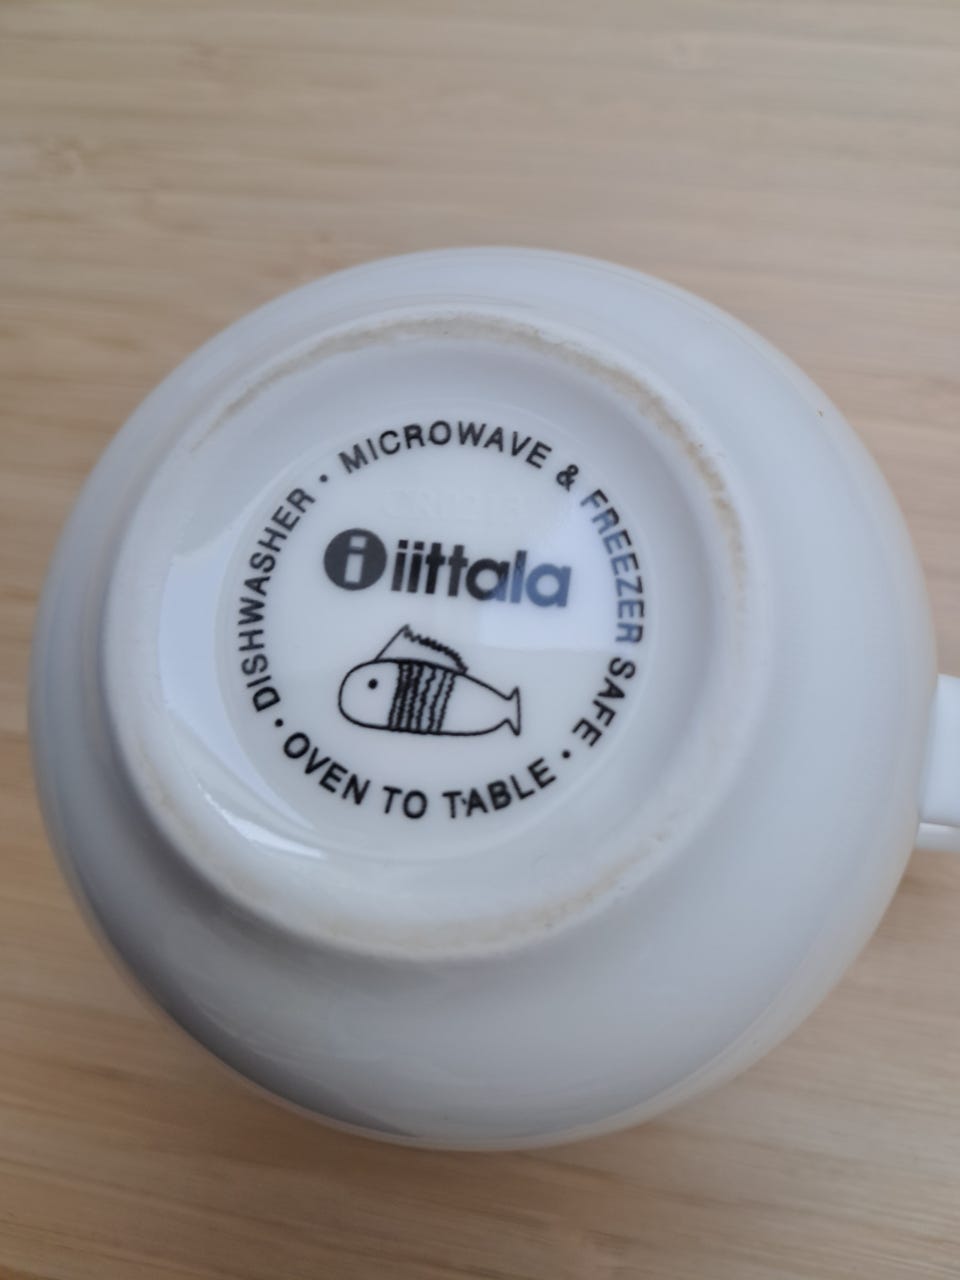 DISHWASHER • MICROWAVE & FREEZER SAFE • OVEN TO TABLE •
i iittala